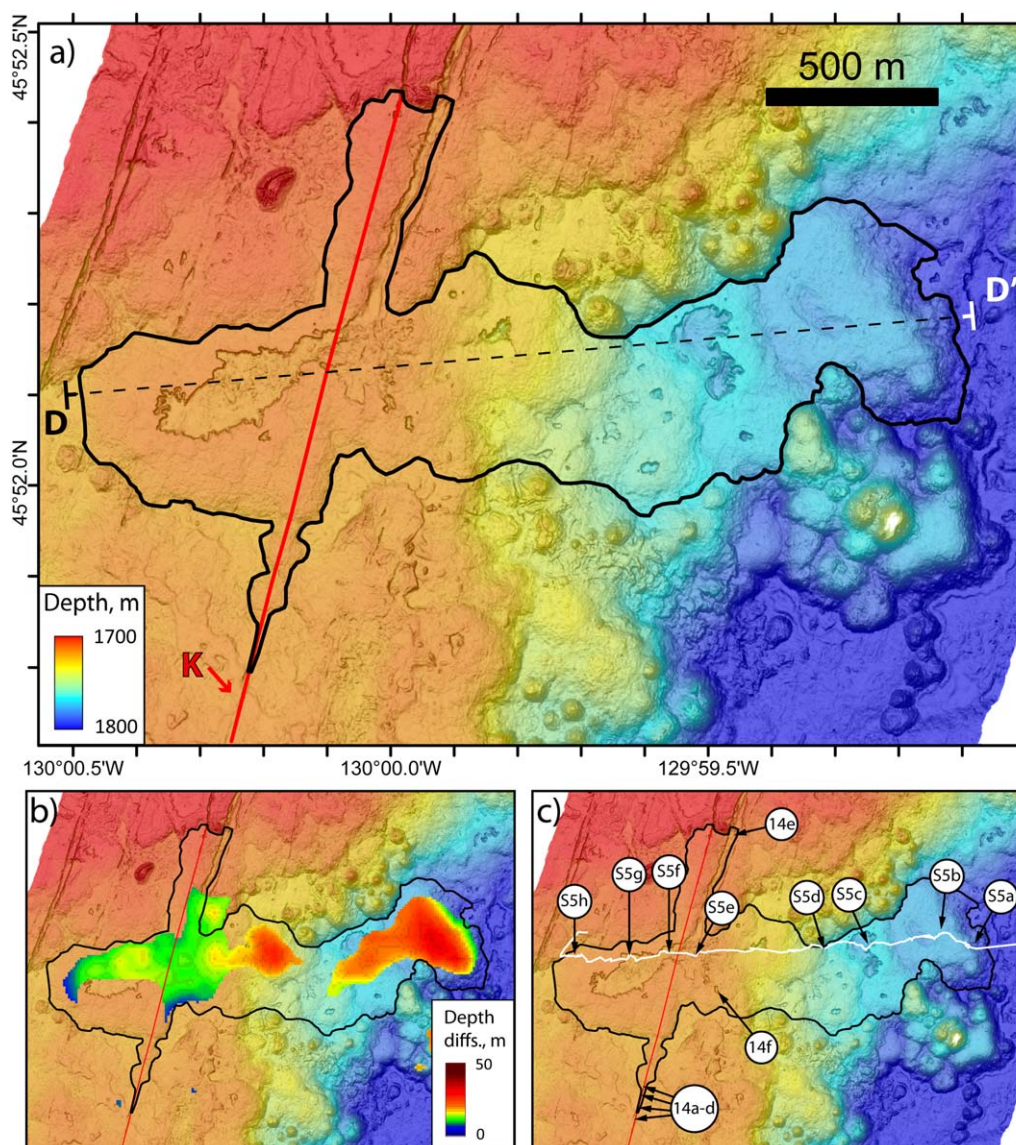 a)
45°52.5'N
500 m
D'
D
45°52.0'N
Depth, m
1700
1800
K
130°00.5'W
130°00.0'W
129°59.5'W
b)
Depth
diffs., m
50
0
c)
14e
S5h
S5g
S5f
S5e
S5d
S5c
S5b
S5a
14f
14a-d